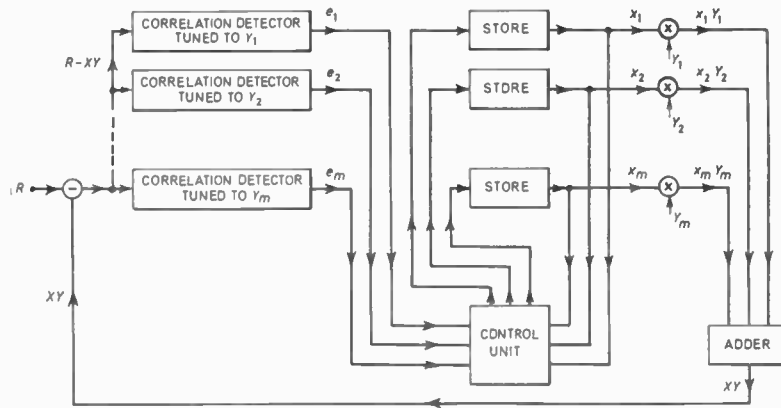 CORRELATION DETECTOR
TUNED TO Y1
e1
STORE
x1
x1 Y1
Y1
R-XY
CORRELATION DETECTOR
TUNED TO Y2
e2
STDRE
x2
x2 Y2
Y2
R
CORRELATION DETECTOR
TUNED TO Ym
em
STORE
xm
xm Ym
Ym
XY
CONTROL
UNIT
ADDER
XY